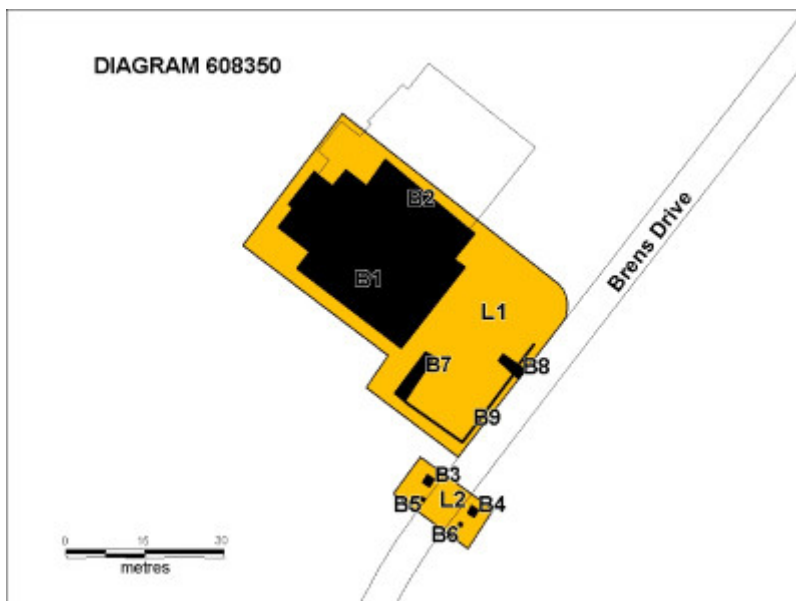 DIAGRAM 608350
B2
Brens Drive
B1
L1
B7
B8
B9
B3
L2
B5
B4
B6
0 15 30
metres